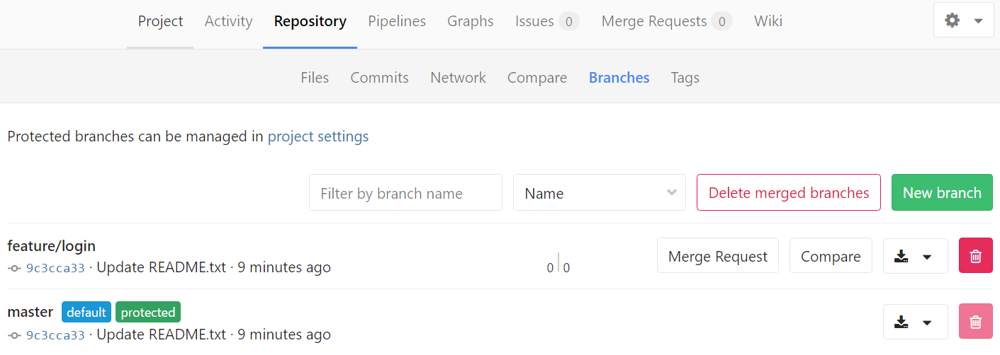 Project Activity Repository Pipelines Graphs Issues 0 Merge Requests 0 Wiki
Files Commits Network Compare Branches Tags
Protected branches can be managed in project settings
Filter by branch name Name Delete merged branches New branch
feature/login
9c3cca33 · Update README.txt · 9 minutes ago 0 0 Merge Request Compare
master default protected
9c3cca33 · Update README.txt · 9 minutes ago